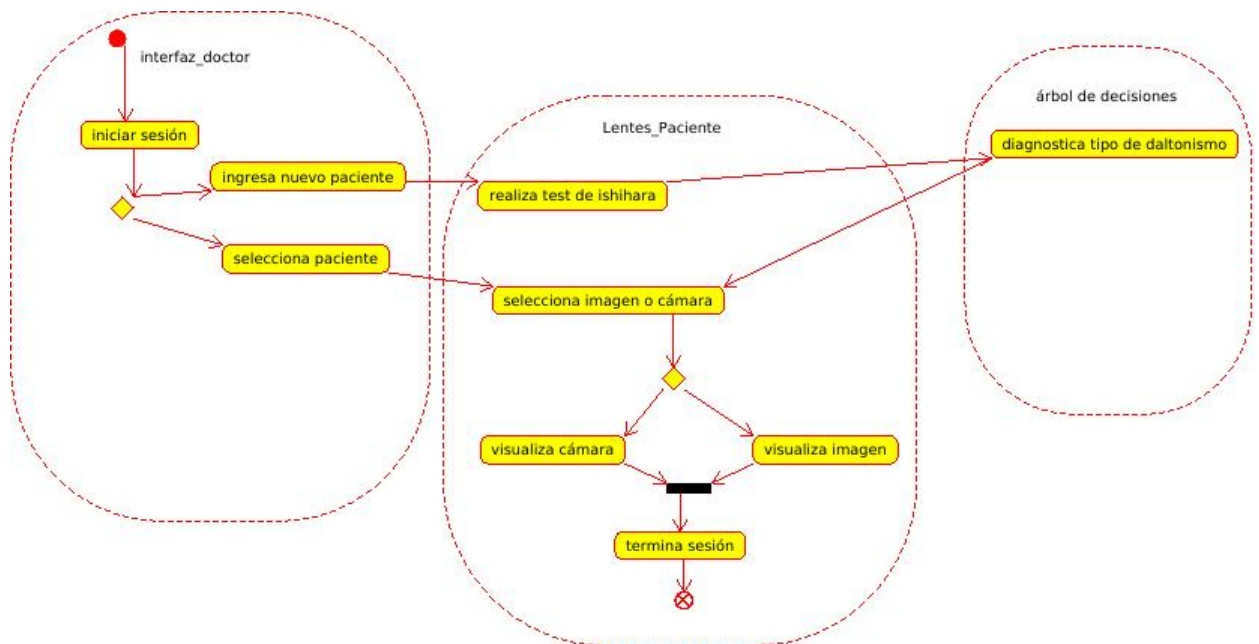 interfaz_doctor
iniciar sesión
ingresa nuevo paciente
selecciona paciente
Lentes_Paciente
realiza test de ishihara
selecciona imagen o cámara
visualiza cámara
visualiza imagen
termina sesión
árbol de decisiones
diagnostica tipo de daltonismo